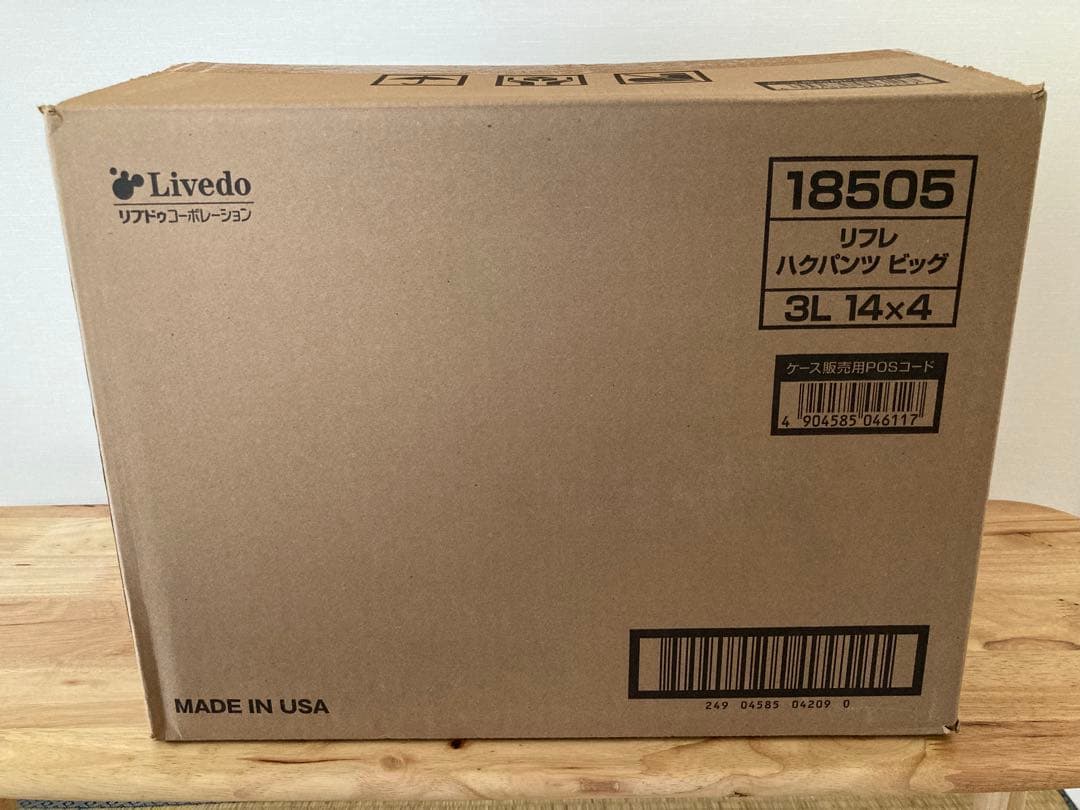 Livedo
リブドゥコーポレーション
18505
リフレ
ハクパンツ ビッグ
3L 14×4
ケース販売用POSコード
4 904585 046117
MADE IN USA
249 04585 04209 0